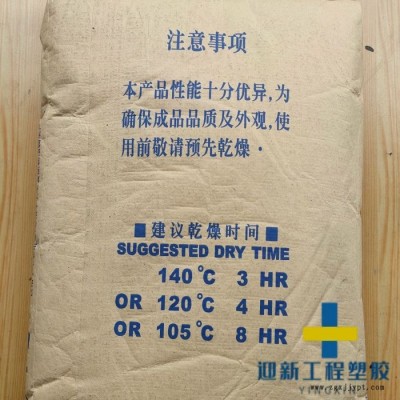 注意事项
本产品性能十分优异,为
确保成品品质及外观,使
用前敬请预先乾燥·
■建议乾燥时间■
SUGGESTED DRY TIME
140°C 3 HR
OR 120°C 4 HR
OR 105°C 8 HR
迎新工程塑胶